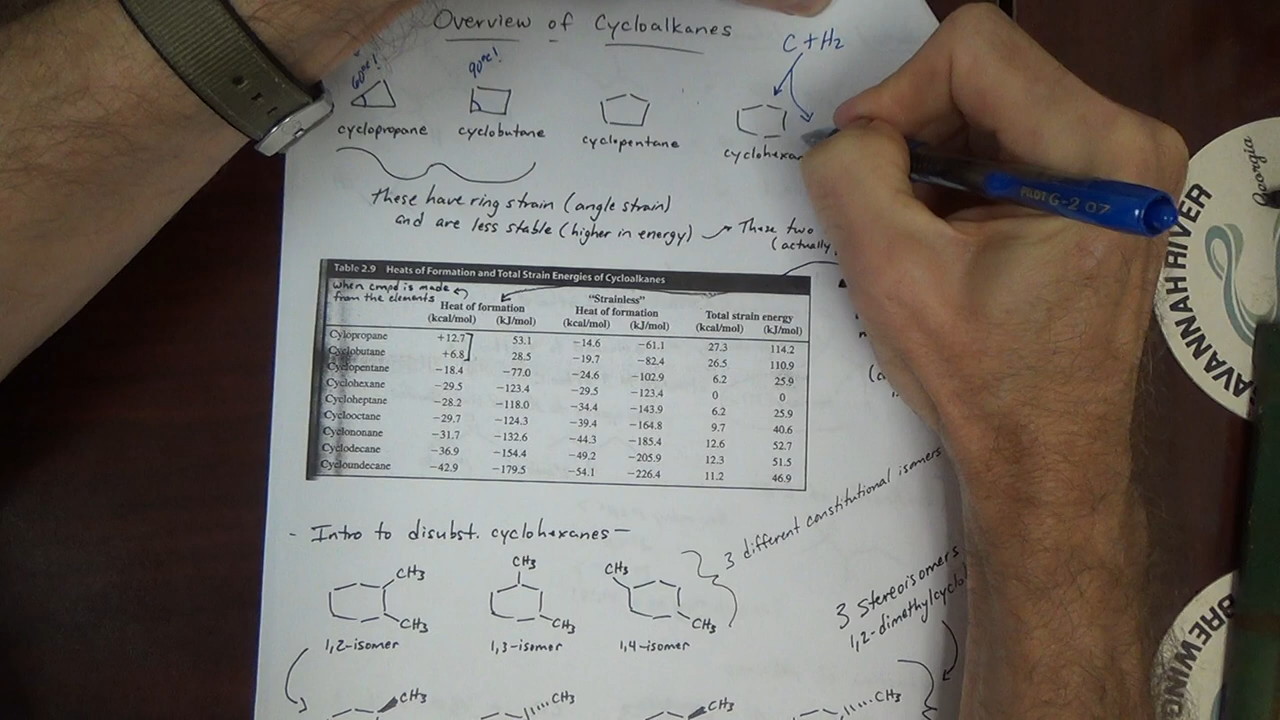 Overview of Cycloalkanes
C + H2
60°!
90°!
cyclopropane cyclobutane cyclopentane cyclohexan
these have ring strain (angle strain)
and are less stable (higher in energy) These two
(actually,
Table 2.9 Heats of Formation and Total Strain Energies of Cycloalkanes
when cmpd is made
from the elements
Heat of formation "Strainless" Heat of formation Total strain energy
(kcal/mol) (kJ/mol) (kcal/mol) (kJ/mol) (kcal/mol) (kJ/mol)
Cylopropane +12.7 53.1 −14.6 −61.1 27.3 114.2
Cyclobutane +6.8 28.5 −19.7 −82.4 26.5 110.9
Cyclopentane −18.4 −77.0 −24.6 −102.9 6.2 25.9
Cyclohexane −29.5 −123.4 −29.5 −123.4 0 0
Cycloheptane −28.2 −118.0 −34.4 −143.9 6.2 25.9
Cyclooctane −29.7 −124.3 −39.4 −164.8 9.7 40.6
Cyclononane −31.7 −132.6 −44.3 −185.4 12.6 52.7
Cyclodecane −36.9 −154.4 −49.2 −205.9 12.3 51.5
Cycloundecane −42.9 −179.5 −54.1 −226.4 11.2 46.9
- Intro to disubst. cyclohexanes -
CH3 CH3 CH3
CH3 CH3 CH3
1,2-isomer 1,3-isomer 1,4-isomer
3 different constitutional isomers
3 stereoisomers
1,2-dimethylcyclo
CH3 CH3 CH3 CH3
PILOT G-2 07
SAVANNAH RIVER
Georgia
BREWING